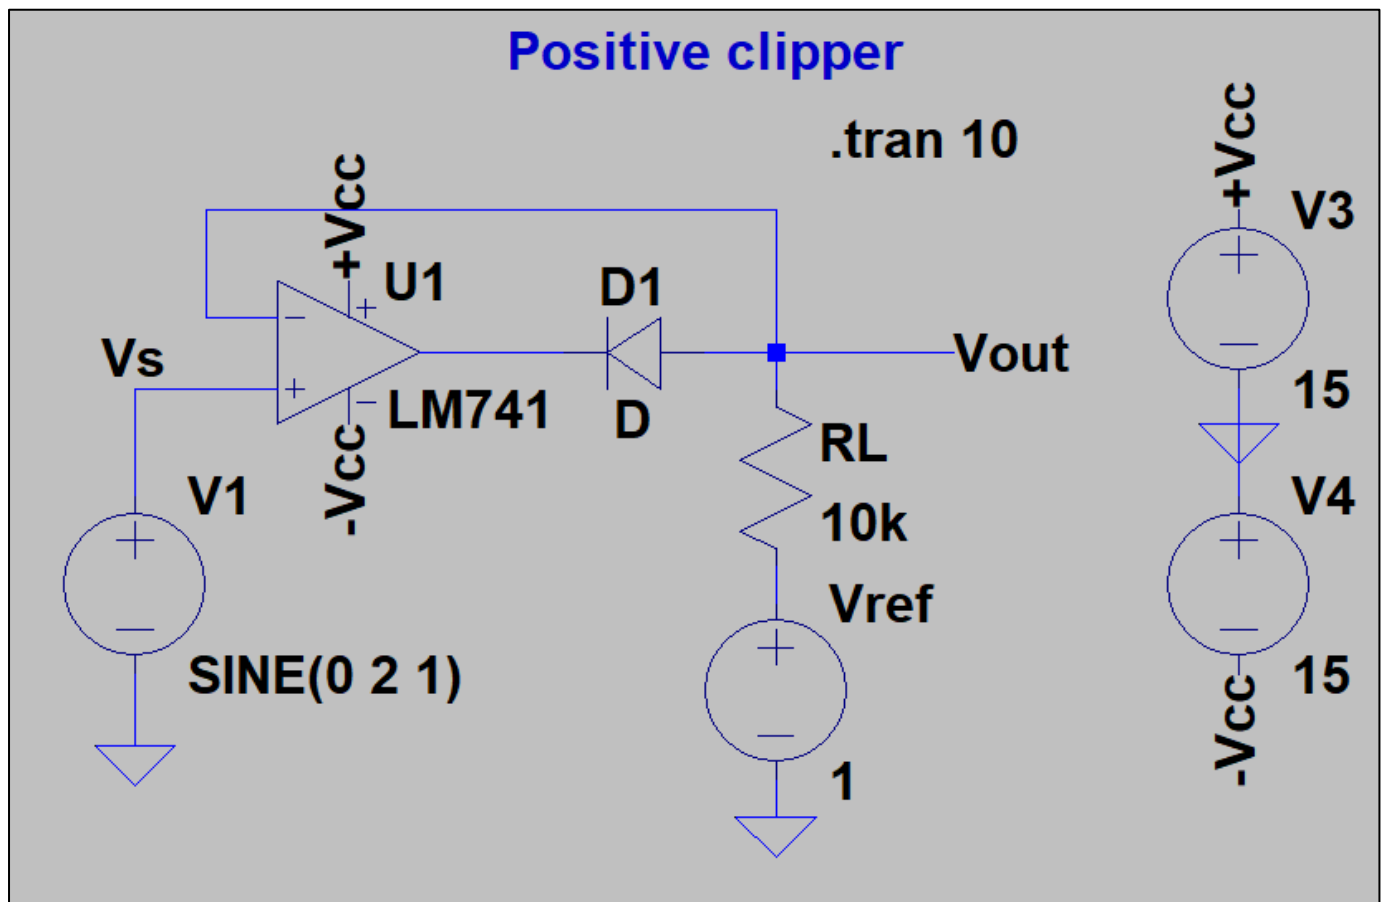 Positive clipper
.tran 10
+Vcc
+Vcc
V3
U1
D1
Vs
Vout
15
LM741
D
RL
-Vcc
V1
10k
V4
Vref
SINE(0 2 1)
15
-Vcc
1